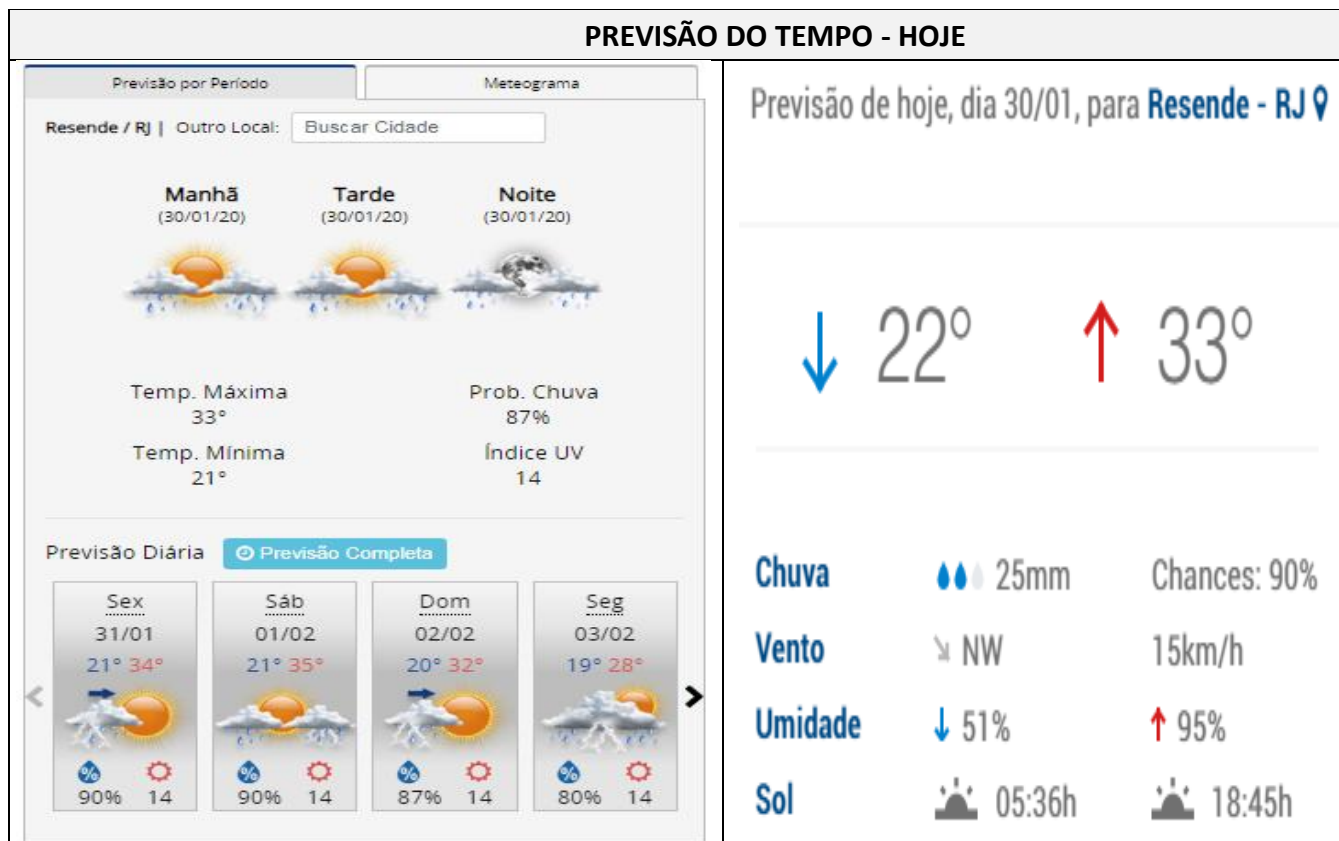 PREVISÃO DO TEMPO - HOJE
Previsão por Período
Meteograma
Resende / RJ | Outro Local: Buscar Cidade
Manhã Tarde Noite
(30/01/20) (30/01/20) (30/01/20)
Temp. Máxima Prob. Chuva
33° 87%
Temp. Mínima Índice UV
21° 14
Previsão Diária Previsão Completa
Sex Sáb Dom Seg
31/01 01/02 02/02 03/02
21° 34° 21° 35° 20° 32° 19° 28°
% % % %
90% 14 90% 14 87% 14 80% 14
Previsão de hoje, dia 30/01, para Resende - RJ
22° 33°
Chuva 25mm Chances: 90%
Vento NW 15km/h
Umidade 51% 95%
Sol 05:36h 18:45h